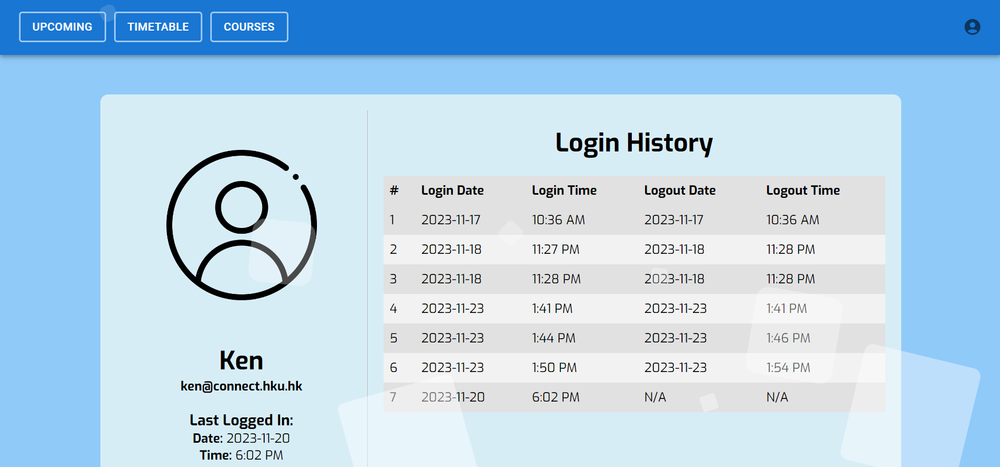 UPCOMING TIMETABLE COURSES
Login History
# Login Date Login Time Logout Date Logout Time
1 2023-11-17 10:36 AM 2023-11-17 10:36 AM
2 2023-11-18 11:27 PM 2023-11-18 11:28 PM
3 2023-11-18 11:28 PM 2023-11-18 11:28 PM
4 2023-11-23 1:41 PM 2023-11-23 1:41 PM
5 2023-11-23 1:44 PM 2023-11-23 1:46 PM
6 2023-11-23 1:50 PM 2023-11-23 1:54 PM
7 2023-11-20 6:02 PM N/A N/A
Ken
ken@connect.hku.hk
Last Logged In:
Date: 2023-11-20
Time: 6:02 PM